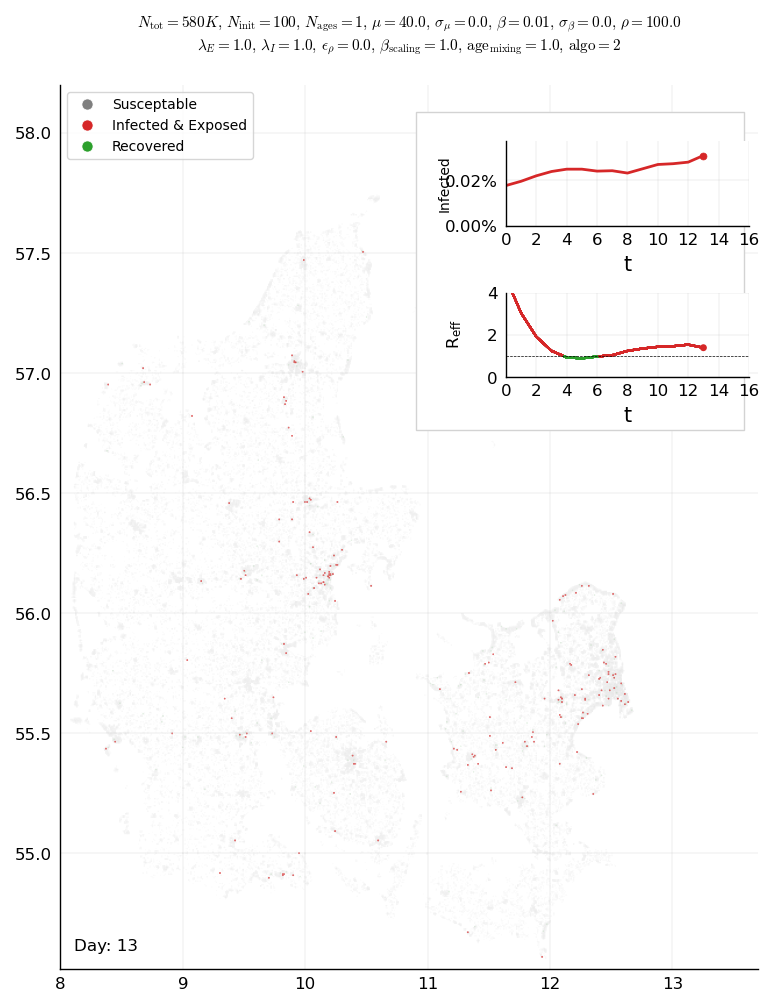 N_tot = 580K, N_init = 100, N_ages = 1, μ = 40.0, σ_μ = 0.0, β = 0.01, σ_β = 0.0, ρ = 100.0
λ_E = 1.0, λ_I = 1.0, ε_ρ = 0.0, β_scaling = 1.0, age_mixing = 1.0, algo = 2
Susceptable
Infected & Exposed
Recovered
58.0
57.5
57.0
56.5
56.0
55.5
55.0
Infected
0.02%
0.00%
0 2 4 6 8 10 12 14 16
t
R_eff
4
2
0
0 2 4 6 8 10 12 14 16
t
Day: 13
8 9 10 11 12 13